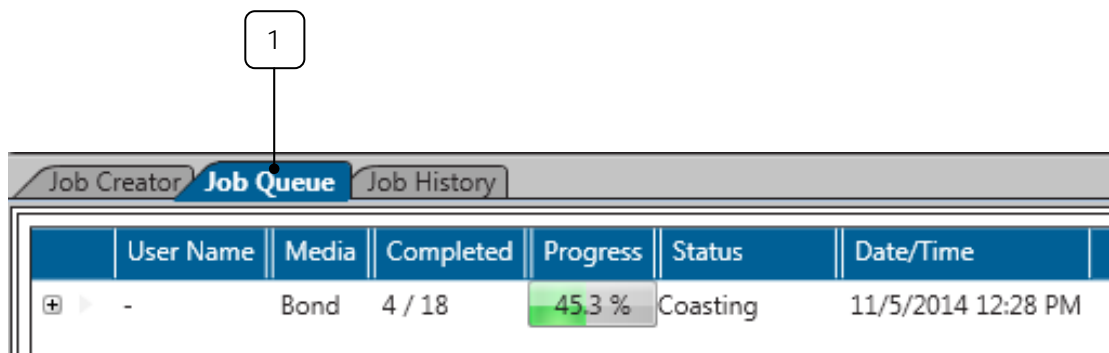 1
Job Creator Job Queue Job History
User Name Media Completed Progress Status Date/Time
- Bond 4 / 18 45.3 % Coasting 11/5/2014 12:28 PM